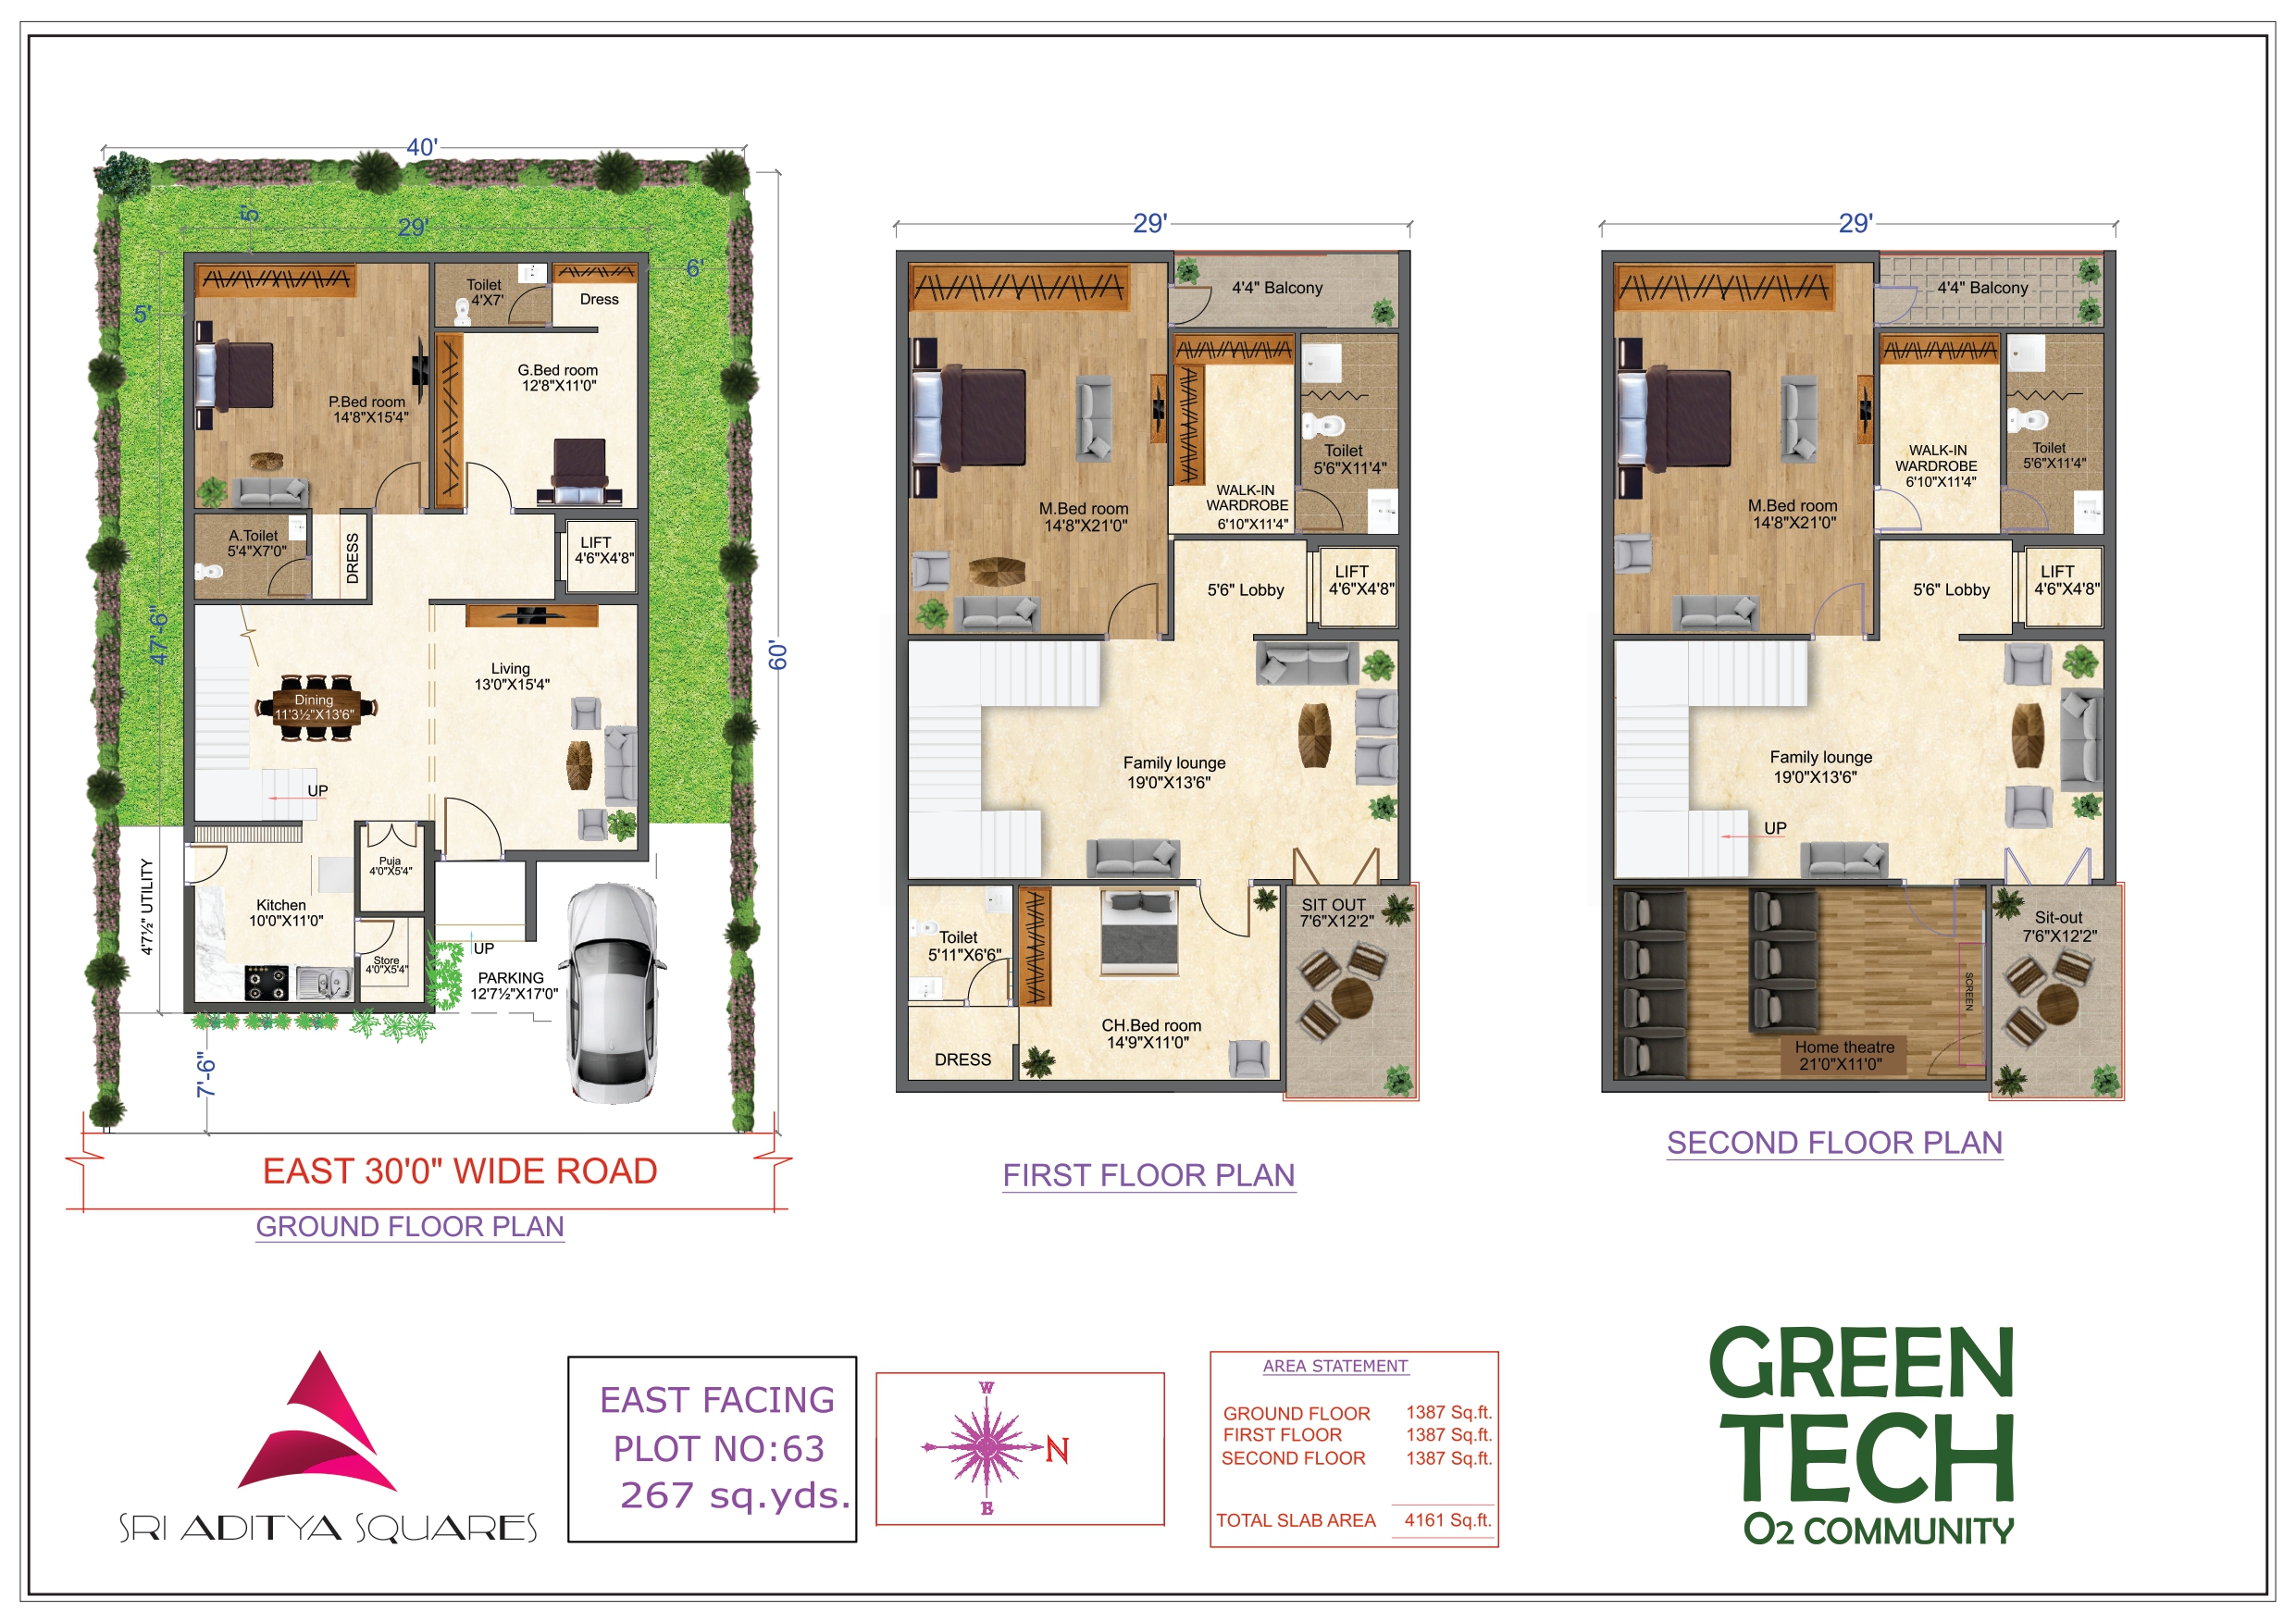 40'
5'
29'
6'
5'
47'-6"
60'
Toilet
4'X7'
Dress
P.Bed room
14'8"X15'4"
G.Bed room
12'8"X11'0"
A.Toilet
5'4"X7'0"
DRESS
LIFT
4'6"X4'8"
Dining
11'3½"X13'6"
Living
13'0"X15'4"
UP
Puja
4'0"X5'4"
4'7½" UTILITY
Kitchen
10'0"X11'0"
Store
4'0"X5'4"
UP
PARKING
12'7½"X17'0"
7'-6"
EAST 30'0" WIDE ROAD
GROUND FLOOR PLAN
29'
4'4" Balcony
M.Bed room
14'8"X21'0"
WALK-IN
WARDROBE
6'10"X11'4"
Toilet
5'6"X11'4"
5'6" Lobby
LIFT
4'6"X4'8"
Family lounge
19'0"X13'6"
Toilet
5'11"X6'6"
DRESS
CH.Bed room
14'9"X11'0"
SIT OUT
7'6"X12'2"
FIRST FLOOR PLAN
29'
4'4" Balcony
M.Bed room
14'8"X21'0"
WALK-IN
WARDROBE
6'10"X11'4"
Toilet
5'6"X11'4"
5'6" Lobby
LIFT
4'6"X4'8"
Family lounge
19'0"X13'6"
UP
SCREEN
Home theatre
21'0"X11'0"
Sit-out
7'6"X12'2"
SECOND FLOOR PLAN
SRI ADITYA SQUARES
EAST FACING
PLOT NO:63
267 sq.yds.
W
N
E
AREA STATEMENT
GROUND FLOOR 1387 Sq.ft.
FIRST FLOOR 1387 Sq.ft.
SECOND FLOOR 1387 Sq.ft.
TOTAL SLAB AREA 4161 Sq.ft.
GREEN
TECH
O2 COMMUNITY